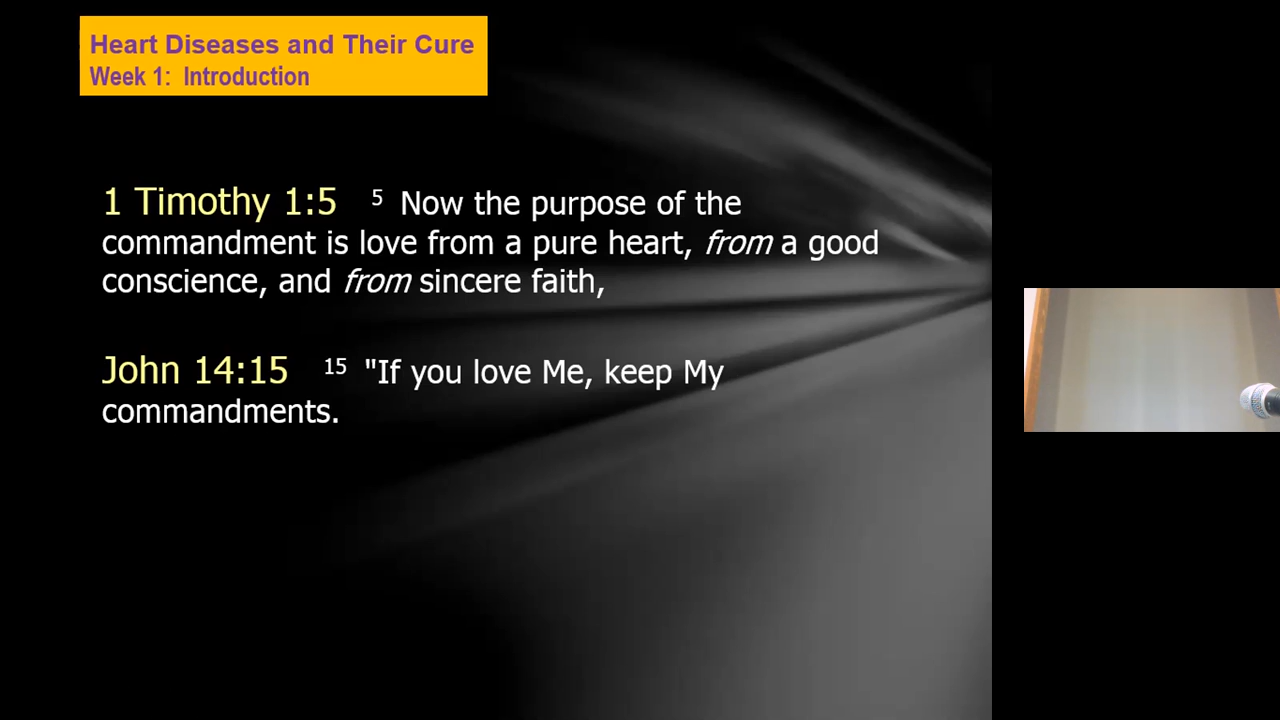 Heart Diseases and Their Cure
Week 1: Introduction
1 Timothy 1:5 5 Now the purpose of the
commandment is love from a pure heart, from a good
conscience, and from sincere faith,
John 14:15 15 "If you love Me, keep My
commandments.